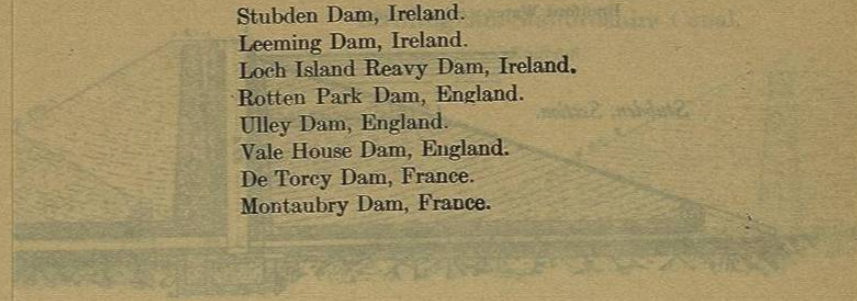 Stubden Dam, Ireland.
Leeming Dam, Ireland.
Loch Island Reavy Dam, Ireland.
Rotten Park Dam, England.
Ulley Dam, England.
Vale House Dam, England.
De Torcy Dam, France.
Montaubry Dam, France.